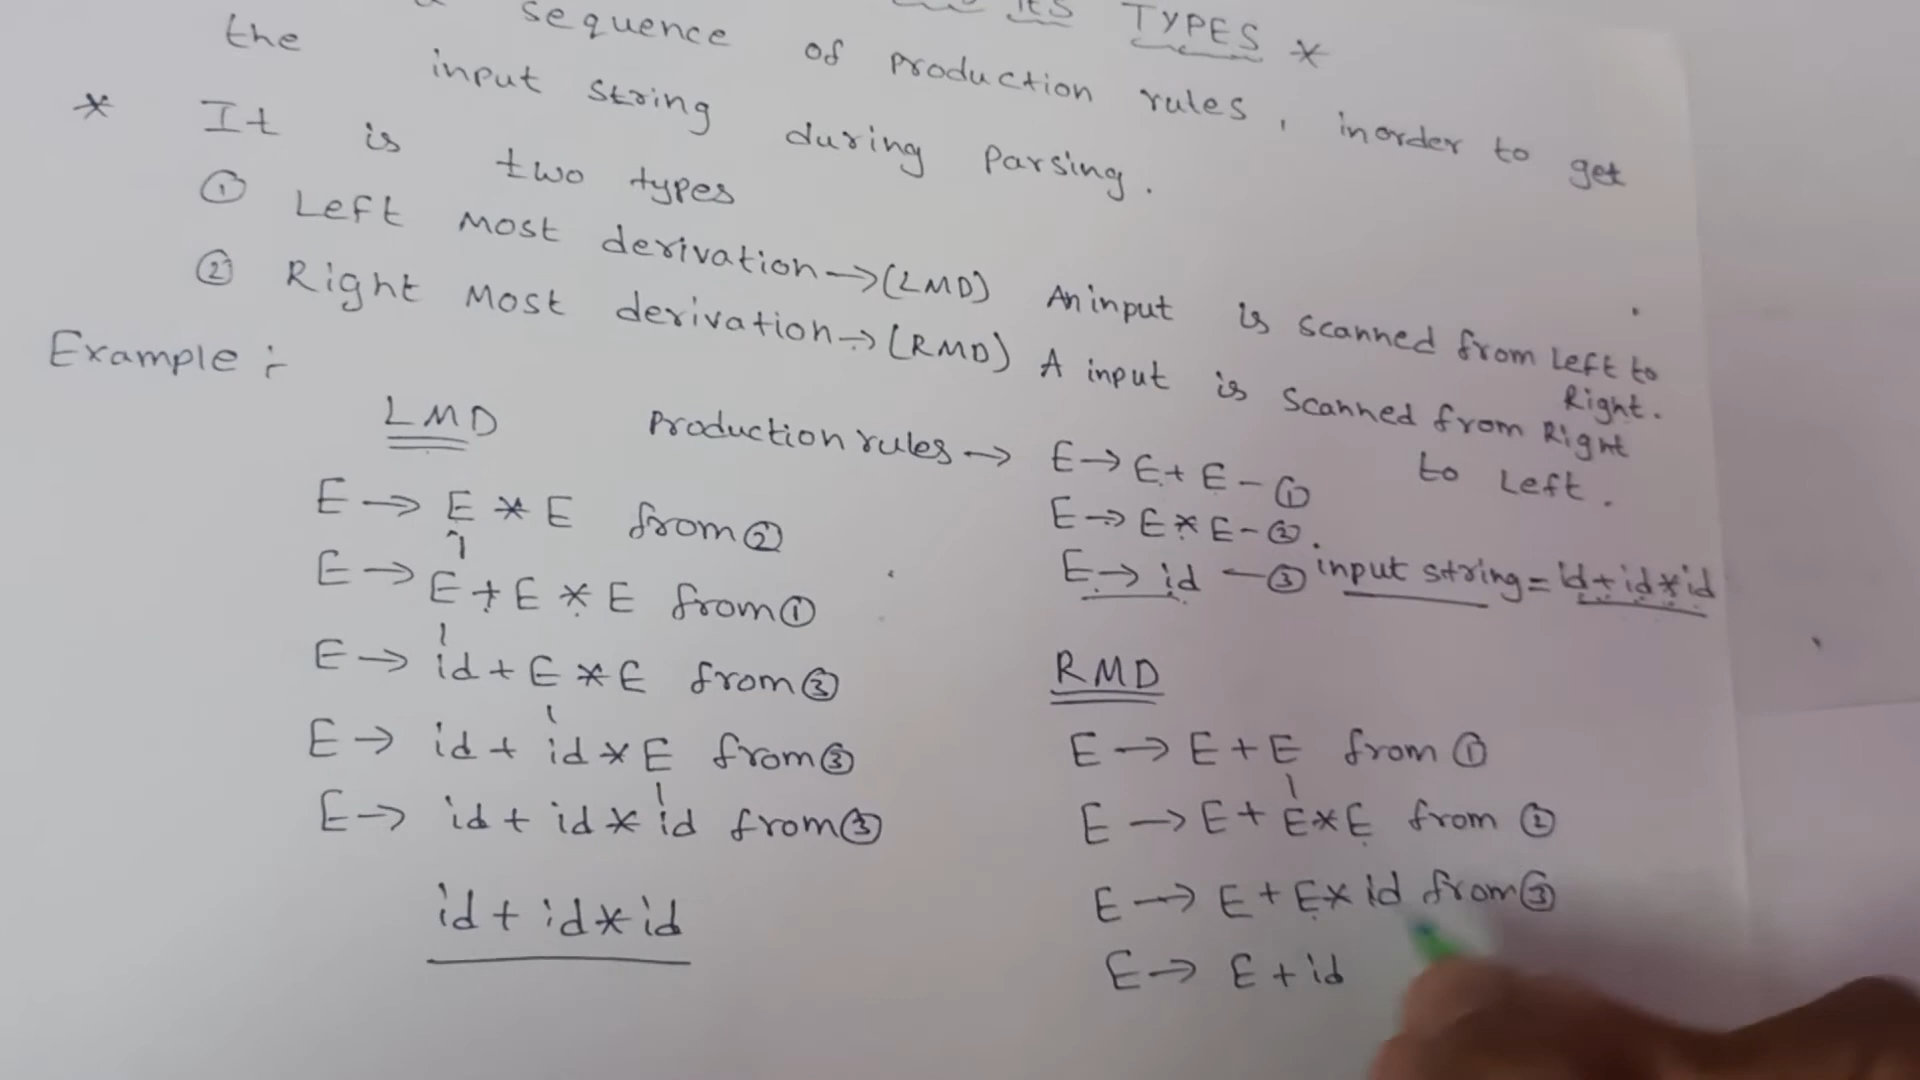 ITS TYPES *
sequence of production rules, inorder to get
the input string during parsing.
* It is two types
① Left Most derivation → (LMD) An input is scanned from Left to Right.
② Right Most derivation → (RMD) A input is scanned from Right to Left.
Example :-
LMD
Production rules → E → E + E - ①
E → E * E - ②.
E → id - ③ input string = id + id * id
E → E * E from ②
E → E + E * E from ①
E → id + E * E from ③
E → id + id * E from ③
E → id + id * id from ③
id + id * id
RMD
E → E + E from ①
E → E + E * E from ②
E → E + E * id from ③
E → E + id